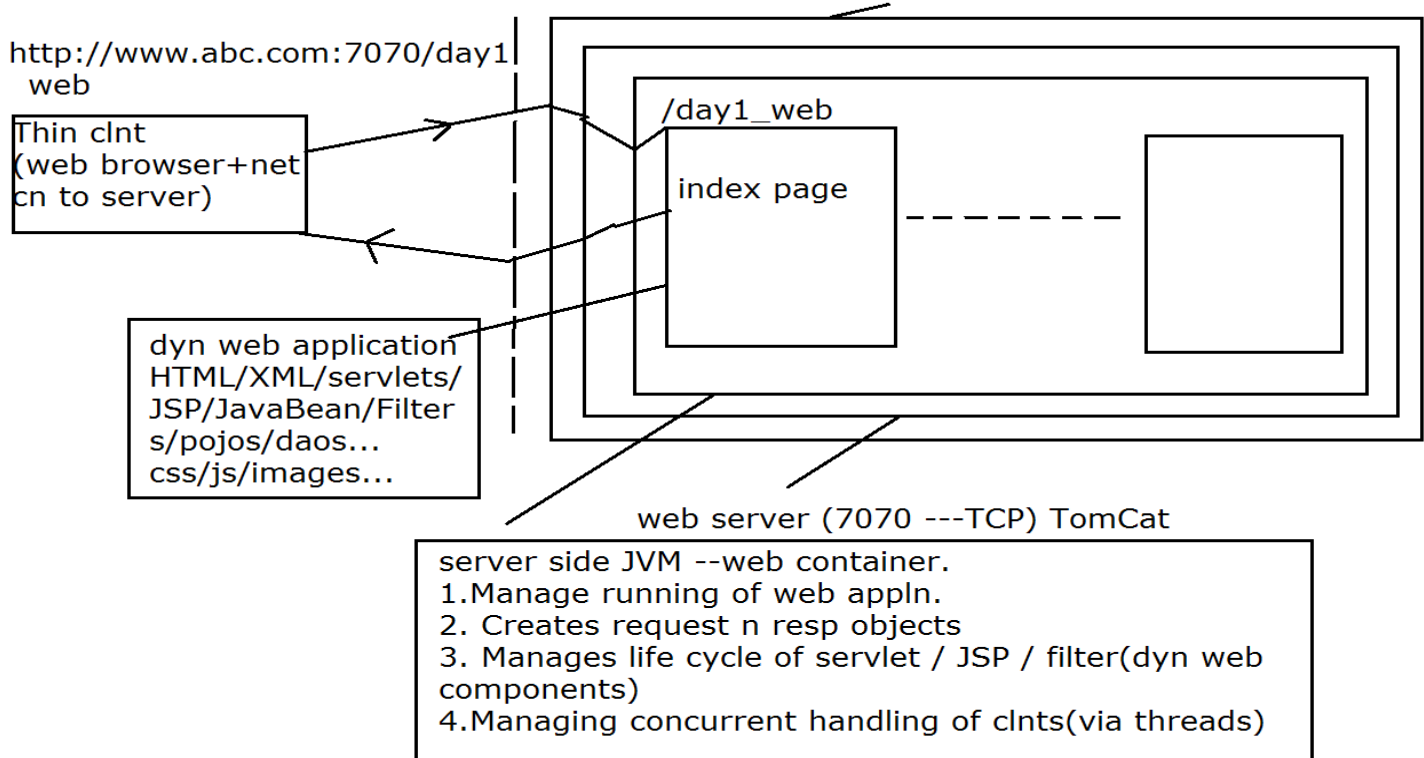 http://www.abc.com:7070/day1
web
Thin clnt
(web browser+net
cn to server)
/day1_web
index page
dyn web application
HTML/XML/servlets/
JSP/JavaBean/Filter
s/pojos/daos...
css/js/images...
web server (7070 ---TCP) TomCat
server side JVM --web container.
1.Manage running of web appln.
2. Creates request n resp objects
3. Manages life cycle of servlet / JSP / filter(dyn web
components)
4.Managing concurrent handling of clnts(via threads)